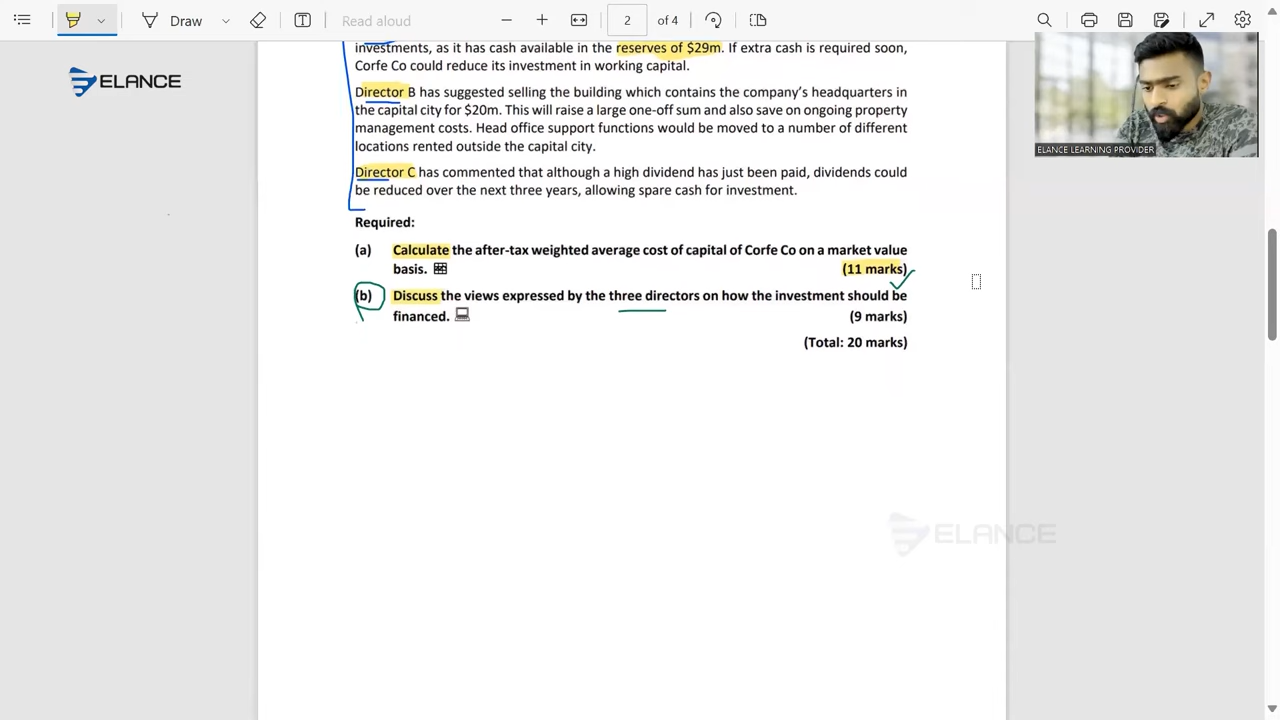 Draw
Read aloud
2
of 4
ELANCE
investments, as it has cash available in the reserves of $29m. If extra cash is required soon,
Corfe Co could reduce its investment in working capital.
Director B has suggested selling the building which contains the company's headquarters in
the capital city for $20m. This will raise a large one-off sum and also save on ongoing property
management costs. Head office support functions would be moved to a number of different
locations rented outside the capital city.
Director C has commented that although a high dividend has just been paid, dividends could
be reduced over the next three years, allowing spare cash for investment.
Required:
(a) Calculate the after-tax weighted average cost of capital of Corfe Co on a market value
basis. (11 marks)
(b) Discuss the views expressed by the three directors on how the investment should be
financed. (9 marks)
(Total: 20 marks)
ELANCE LEARNING PROVIDER
ELANCE